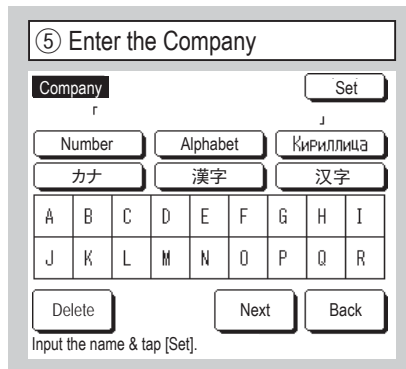 ⑤ Enter the Company
Company Set
「 」
Number Alphabet Кириллица
カナ 漢字 汉字
A B C D E F G H I
J K L M N O P Q R
Delete Next Back
Input the name & tap [Set].